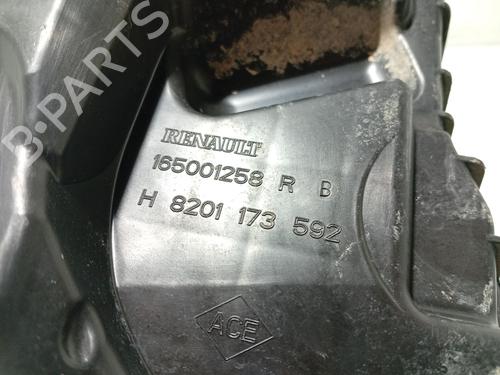 B-PARTS
RENAULT
165001258 R B
H 8201 173 592
ACE